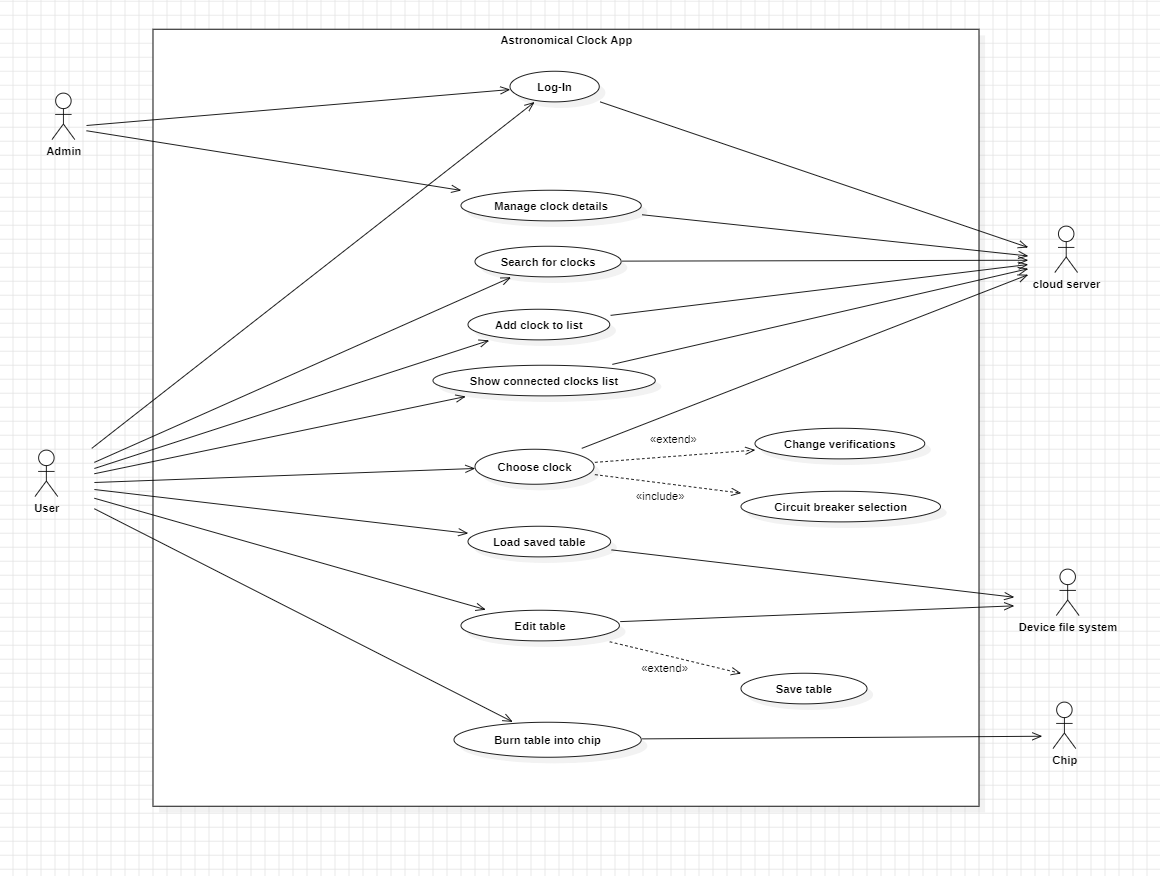 Astronomical Clock App
Log-In
Admin
Manage clock details
Search for clocks
cloud server
Add clock to list
Show connected clocks list
«extend»
Change verifications
Choose clock
«include»
Circuit breaker selection
User
Load saved table
Edit table
Device file system
«extend»
Save table
Burn table into chip
Chip